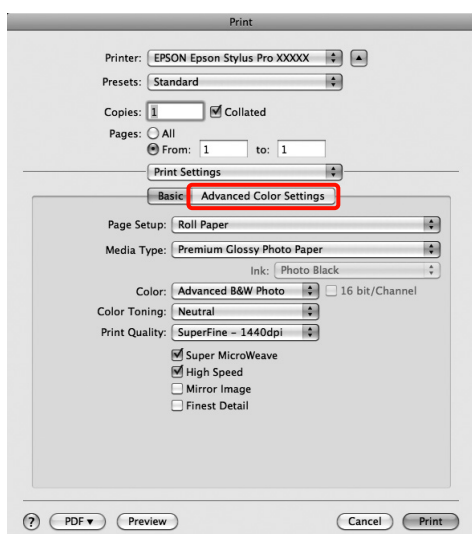 Print
Printer: EPSON Epson Stylus Pro XXXXX
Presets: Standard
Copies: 1 Collated
Pages: All
From: 1 to: 1
Print Settings
Basic Advanced Color Settings
Page Setup: Roll Paper
Media Type: Premium Glossy Photo Paper
Ink: Photo Black
Color: Advanced B&W Photo 16 bit/Channel
Color Toning: Neutral
Print Quality: SuperFine - 1440dpi
Super MicroWeave
High Speed
Mirror Image
Finest Detail
? PDF Preview Cancel Print